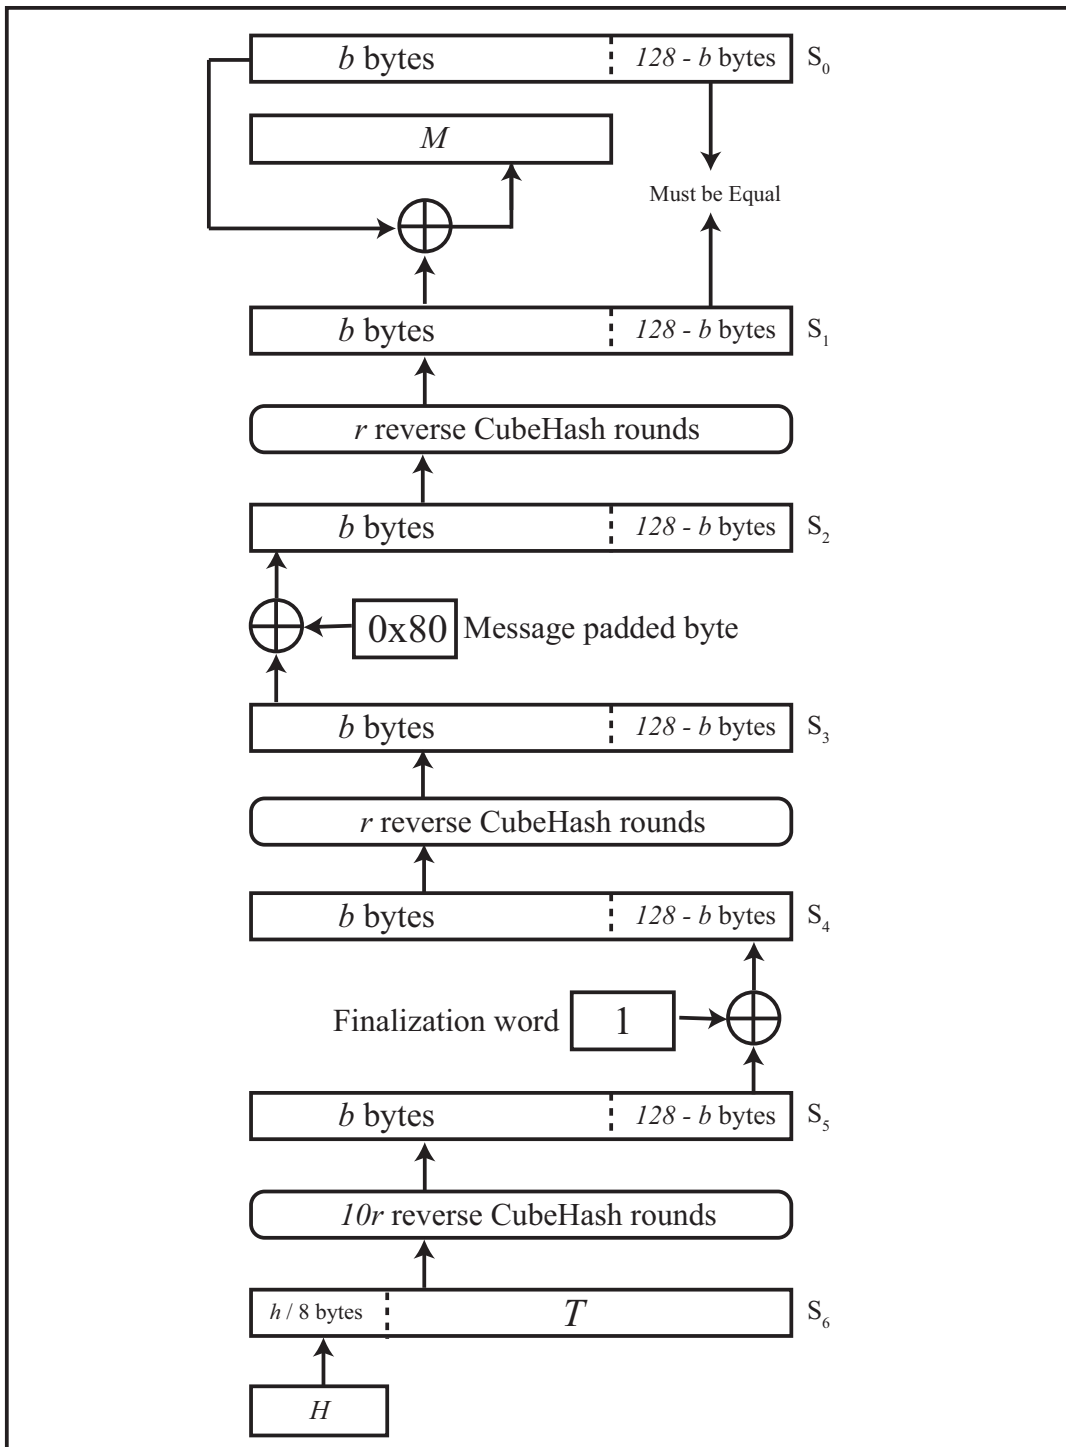 b bytes 128 - b bytes S0
M
Must be Equal
b bytes 128 - b bytes S1
r reverse CubeHash rounds
b bytes 128 - b bytes S2
0x80 Message padded byte
b bytes 128 - b bytes S3
r reverse CubeHash rounds
b bytes 128 - b bytes S4
Finalization word 1
b bytes 128 - b bytes S5
10r reverse CubeHash rounds
h / 8 bytes T S6
H